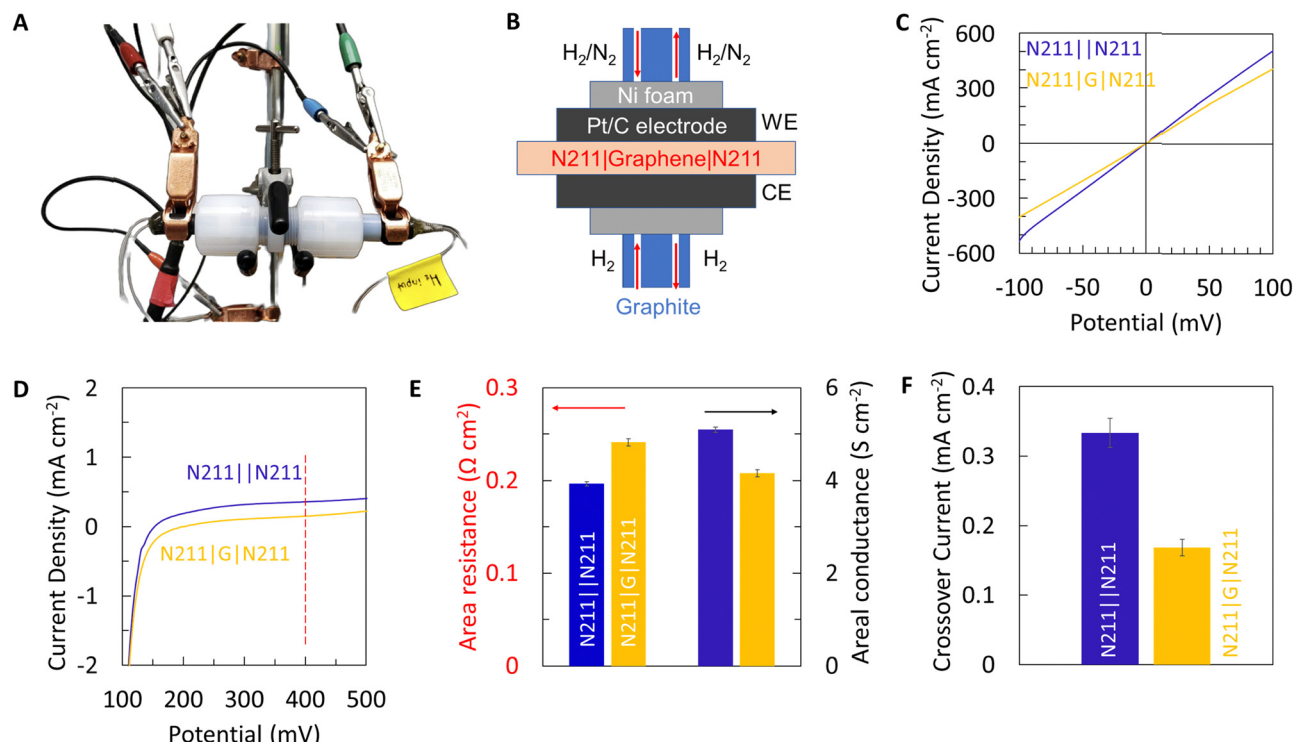 A
H₂ input
B
H₂/N₂ H₂/N₂
Ni foam
Pt/C electrode WE
N211|Graphene|N211
CE
H₂ H₂
Graphite
C
Current Density (mA cm⁻²)
600
300
0
-300
-600
N211||N211
N211|G|N211
-100 -50 0 50 100
Potential (mV)
D
Current Density (mA cm⁻²)
2
1
0
-1
-2
N211||N211
N211|G|N211
100 200 300 400 500
Potential (mV)
E
Area resistance (Ω cm²)
0.3
0.2
0.1
0
N211||N211
N211|G|N211
6
4
2
0
Areal conductance (S cm⁻²)
F
Crossover Current (mA cm⁻²)
0.4
0.3
0.2
0.1
0
N211||N211
N211|G|N211